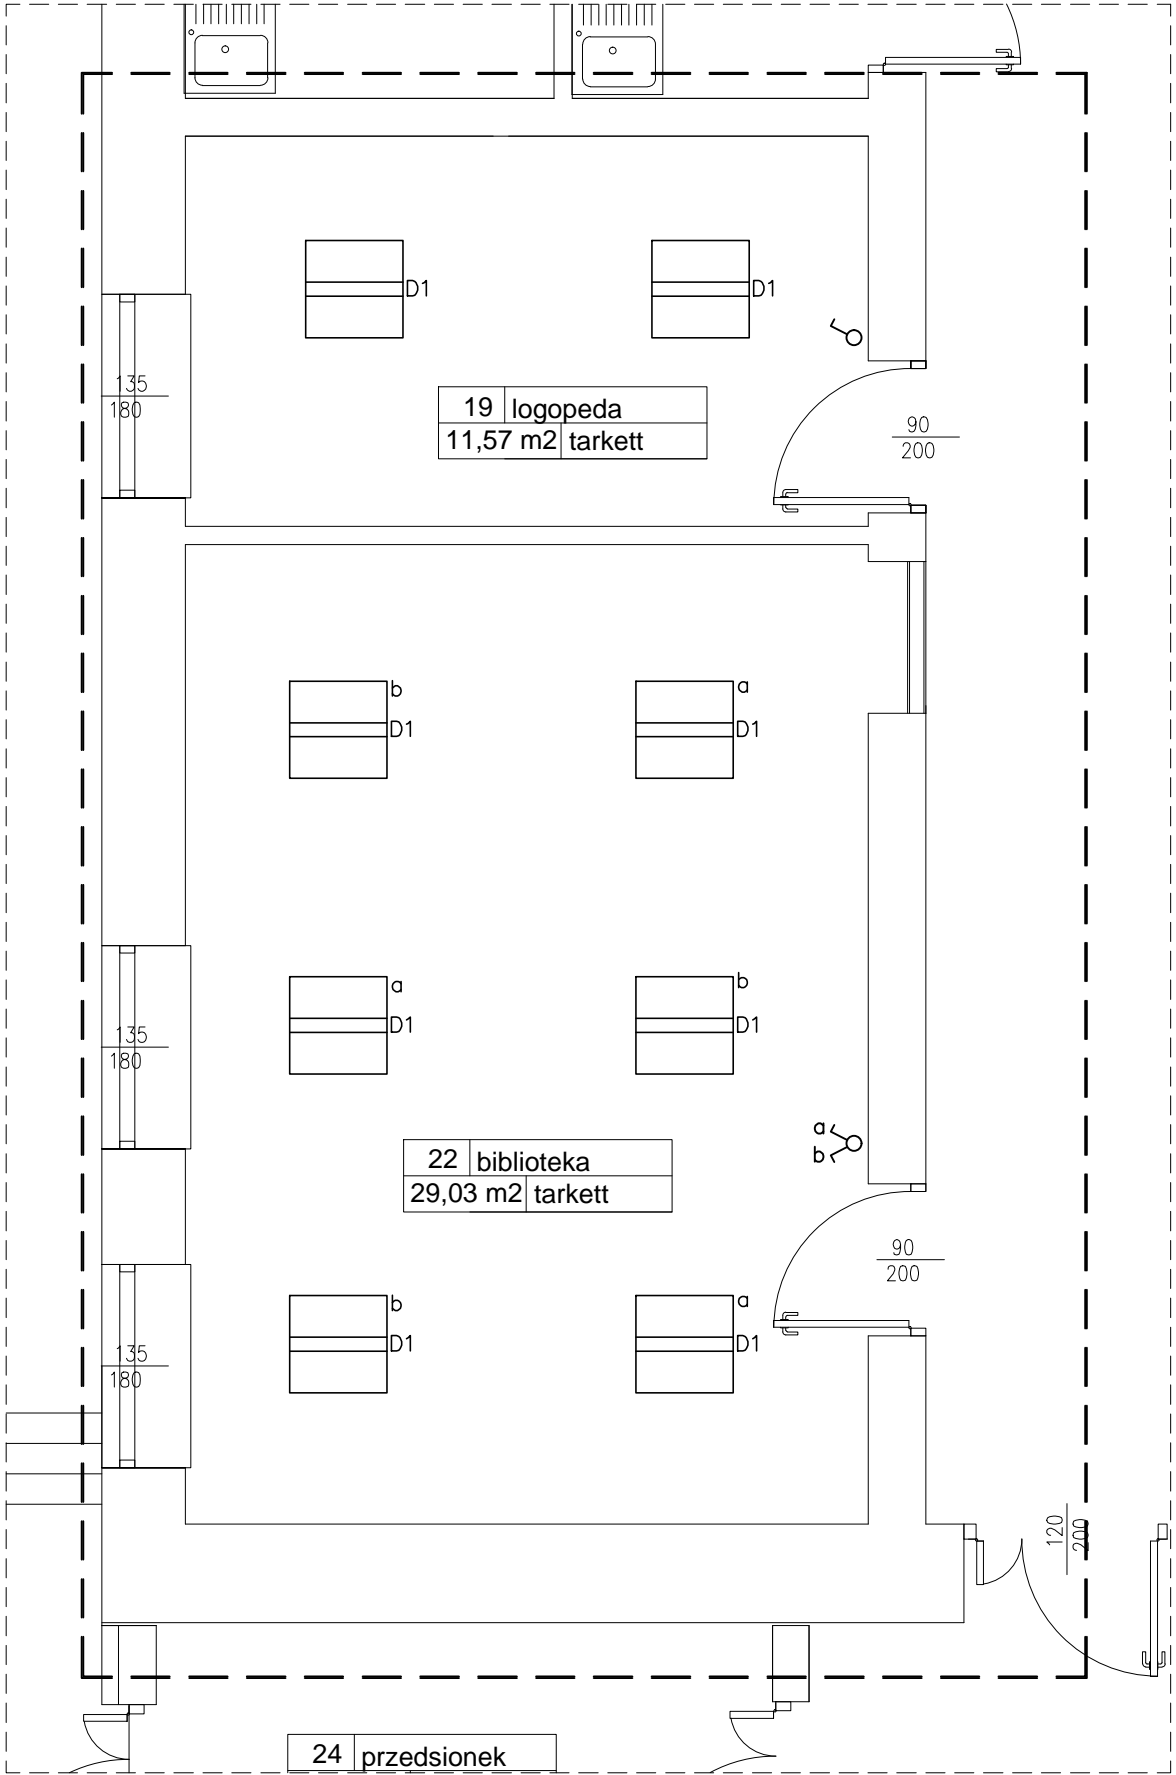 D1
D1
135
180
19 logopeda
11,57 m2 tarkett
90
200
b
D1
a
D1
a
D1
b
D1
135
180
a
b
22 biblioteka
29,03 m2 tarkett
90
200
b
D1
a
D1
135
180
120
200
24 przedsionek